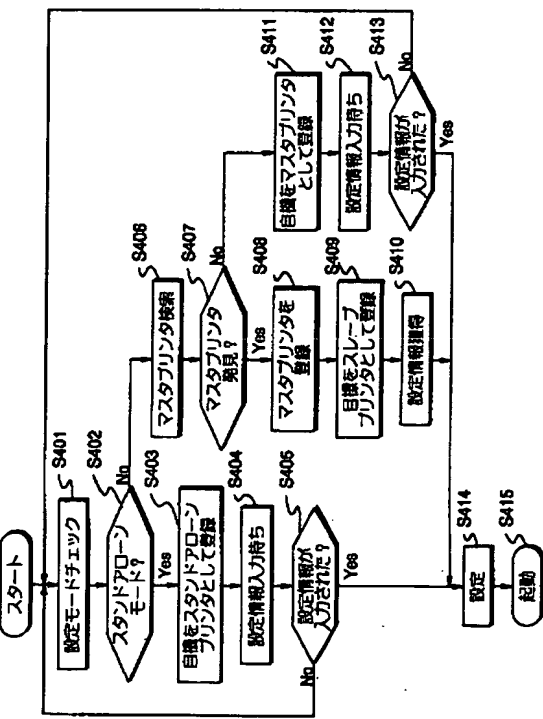 スタート
S401
設定モードチェック
S402
スタンドアローン
モード?
No
Yes
S403
自機をスタンドアローン
プリンタとして登録
S404
設定情報入力待ち
S405
設定情報が
入力された?
No
Yes
S406
マスタプリンタ検索
S407
マスタプリンタ
発見?
No
Yes
S408
マスタプリンタを
登録
S409
自機をスレーブ
プリンタとして登録
S410
設定情報獲得
S411
自機をマスタプリンタ
として登録
S412
設定情報入力待ち
S413
設定情報が
入力された?
No
Yes
S414
設定
S415
起動